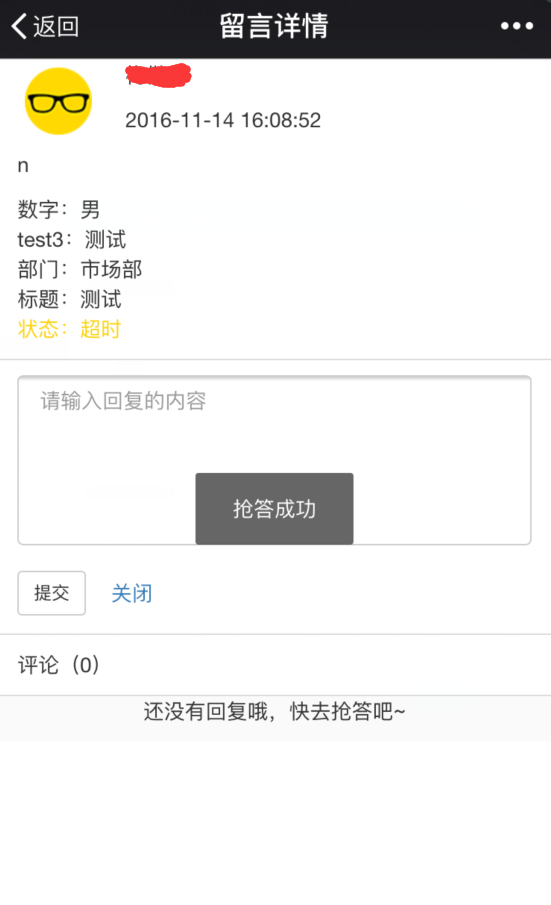 返回
留言详情
2016-11-14 16:08:52
n
数字：男
test3：测试
部门：市场部
标题：测试
状态：超时
请输入回复的内容
抢答成功
提交
关闭
评论（0）
还没有回复哦，快去抢答吧~